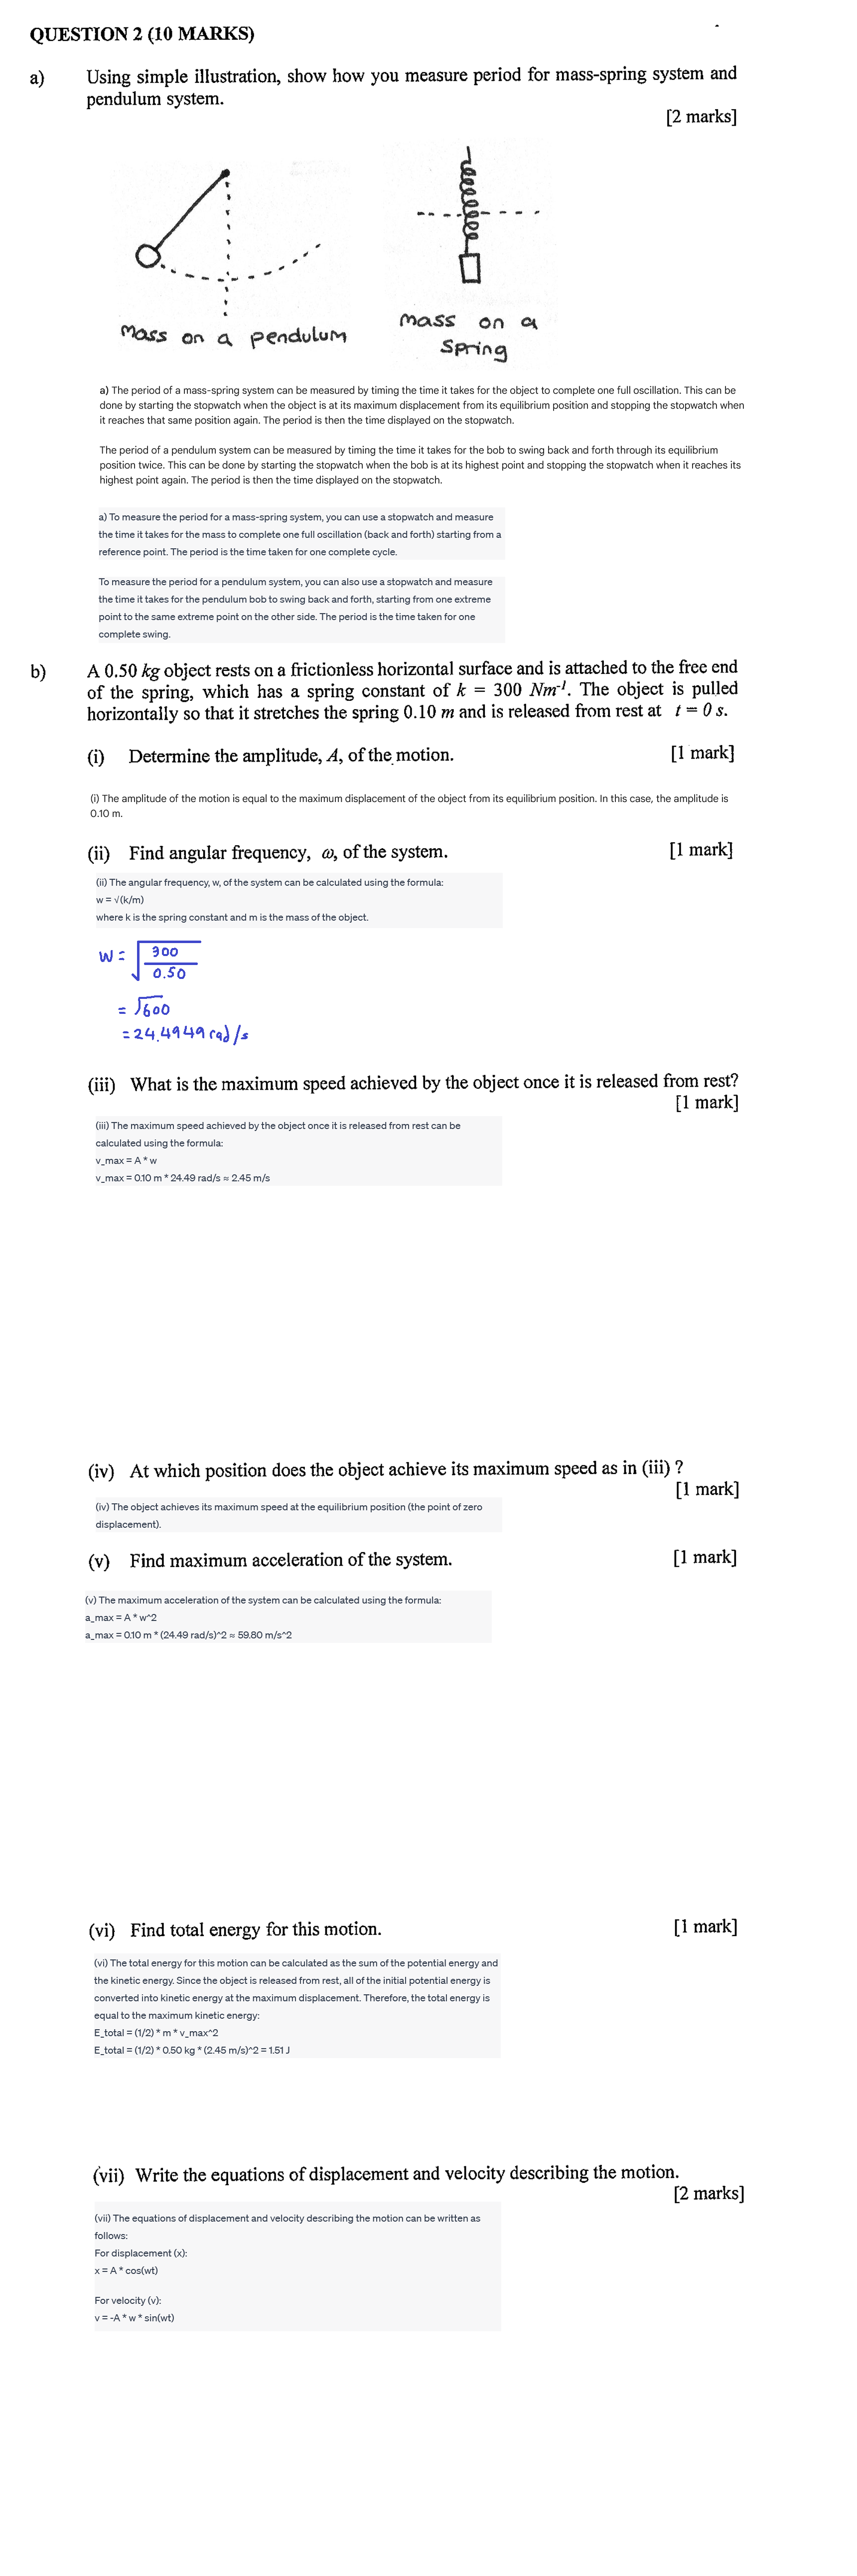 QUESTION 2 (10 MARKS)
a) Using simple illustration, show how you measure period for mass-spring system and
pendulum system.
[2 marks]
Mass on a pendulum
Mass on a
Spring
a) The period of a mass-spring system can be measured by timing the time it takes for the object to complete one full oscillation. This can be
done by starting the stopwatch when the object is at its maximum displacement from its equilibrium position and stopping the stopwatch when
it reaches that same position again. The period is then the time displayed on the stopwatch.
The period of a pendulum system can be measured by timing the time it takes for the bob to swing back and forth through its equilibrium
position twice. This can be done by starting the stopwatch when the bob is at its highest point and stopping the stopwatch when it reaches its
highest point again. The period is then the time displayed on the stopwatch.
a) To measure the period for a mass-spring system, you can use a stopwatch and measure
the time it takes for the mass to complete one full oscillation (back and forth) starting from a
reference point. The period is the time taken for one complete cycle.
To measure the period for a pendulum system, you can also use a stopwatch and measure
the time it takes for the pendulum bob to swing back and forth, starting from one extreme
point to the same extreme point on the other side. The period is the time taken for one
complete swing.
b) A 0.50 kg object rests on a frictionless horizontal surface and is attached to the free end
of the spring, which has a spring constant of k = 300 Nm⁻¹. The object is pulled
horizontally so that it stretches the spring 0.10 m and is released from rest at t = 0 s.
(i) Determine the amplitude, A, of the motion. [1 mark]
(i) The amplitude of the motion is equal to the maximum displacement of the object from its equilibrium position. In this case, the amplitude is
0.10 m.
(ii) Find angular frequency, ω, of the system. [1 mark]
(ii) The angular frequency, w, of the system can be calculated using the formula:
w = √(k/m)
where k is the spring constant and m is the mass of the object.
W = √300/0.50
= √600
= 24.4949 rad/s
(iii) What is the maximum speed achieved by the object once it is released from rest?
[1 mark]
(iii) The maximum speed achieved by the object once it is released from rest can be
calculated using the formula:
v_max = A * w
v_max = 0.10 m * 24.49 rad/s ≈ 2.45 m/s
(iv) At which position does the object achieve its maximum speed as in (iii) ?
[1 mark]
(iv) The object achieves its maximum speed at the equilibrium position (the point of zero
displacement).
(v) Find maximum acceleration of the system. [1 mark]
(v) The maximum acceleration of the system can be calculated using the formula:
a_max = A * w^2
a_max = 0.10 m * (24.49 rad/s)^2 ≈ 59.80 m/s^2
(vi) Find total energy for this motion. [1 mark]
(vi) The total energy for this motion can be calculated as the sum of the potential energy and
the kinetic energy. Since the object is released from rest, all of the initial potential energy is
converted into kinetic energy at the maximum displacement. Therefore, the total energy is
equal to the maximum kinetic energy:
E_total = (1/2) * m * v_max^2
E_total = (1/2) * 0.50 kg * (2.45 m/s)^2 = 1.51 J
(vii) Write the equations of displacement and velocity describing the motion.
[2 marks]
(vii) The equations of displacement and velocity describing the motion can be written as
follows:
For displacement (x):
x = A * cos(wt)
For velocity (v):
v = -A * w * sin(wt)